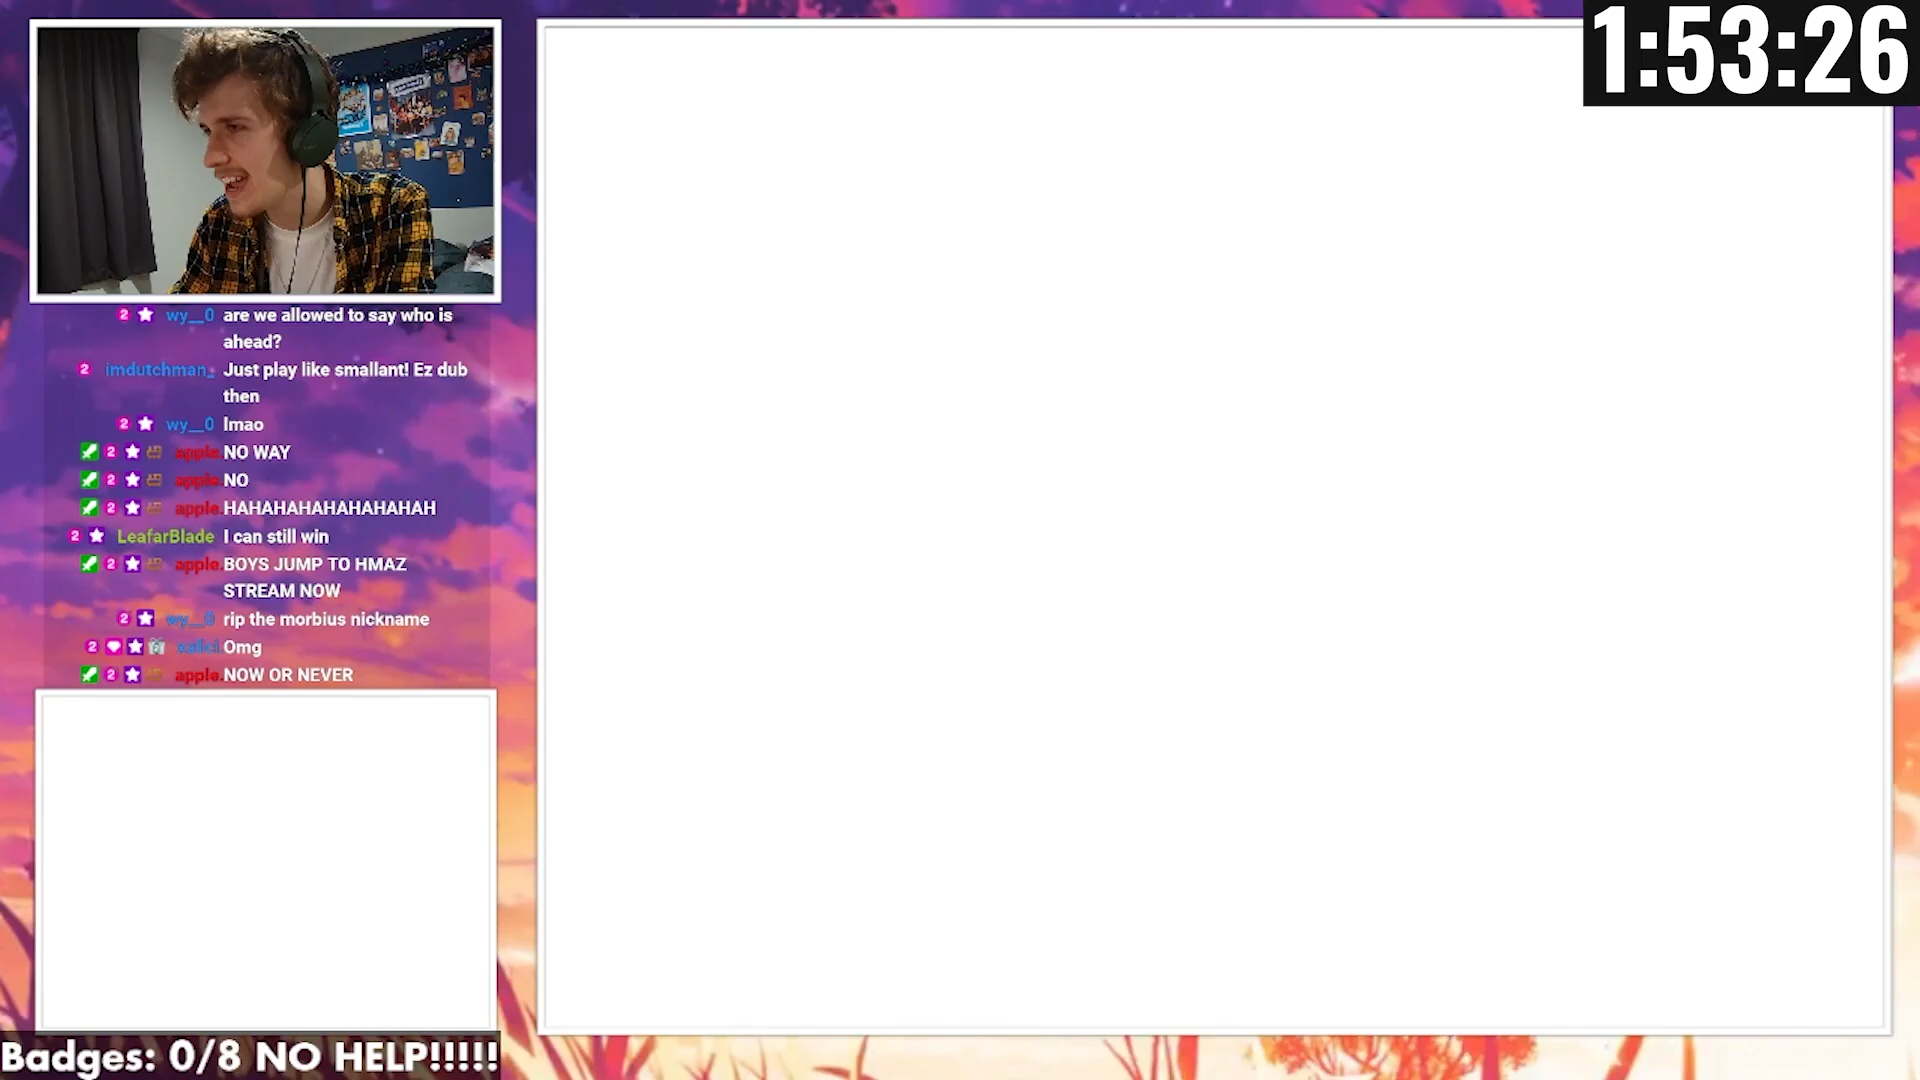 1:53:26
wy__0 are we allowed to say who is
ahead?
imdutchman_ Just play like smallant! Ez dub
then
wy__0 lmao
apple. NO WAY
apple. NO
apple. HAHAHAHAHAHAHAHAH
LeafarBlade I can still win
apple. BOYS JUMP TO HMAZ
STREAM NOW
wy__0 rip the morbius nickname
Omg
apple. NOW OR NEVER
Badges: 0/8 NO HELP!!!!!